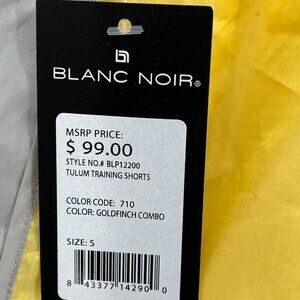 BLANC NOIR®
MSRP PRICE:
$ 99.00
STYLE NO.# BLP12200
TULUM TRAINING SHORTS
COLOR CODE: 710
COLOR: GOLDFINCH COMBO
SIZE: S
8 43377 14290 0